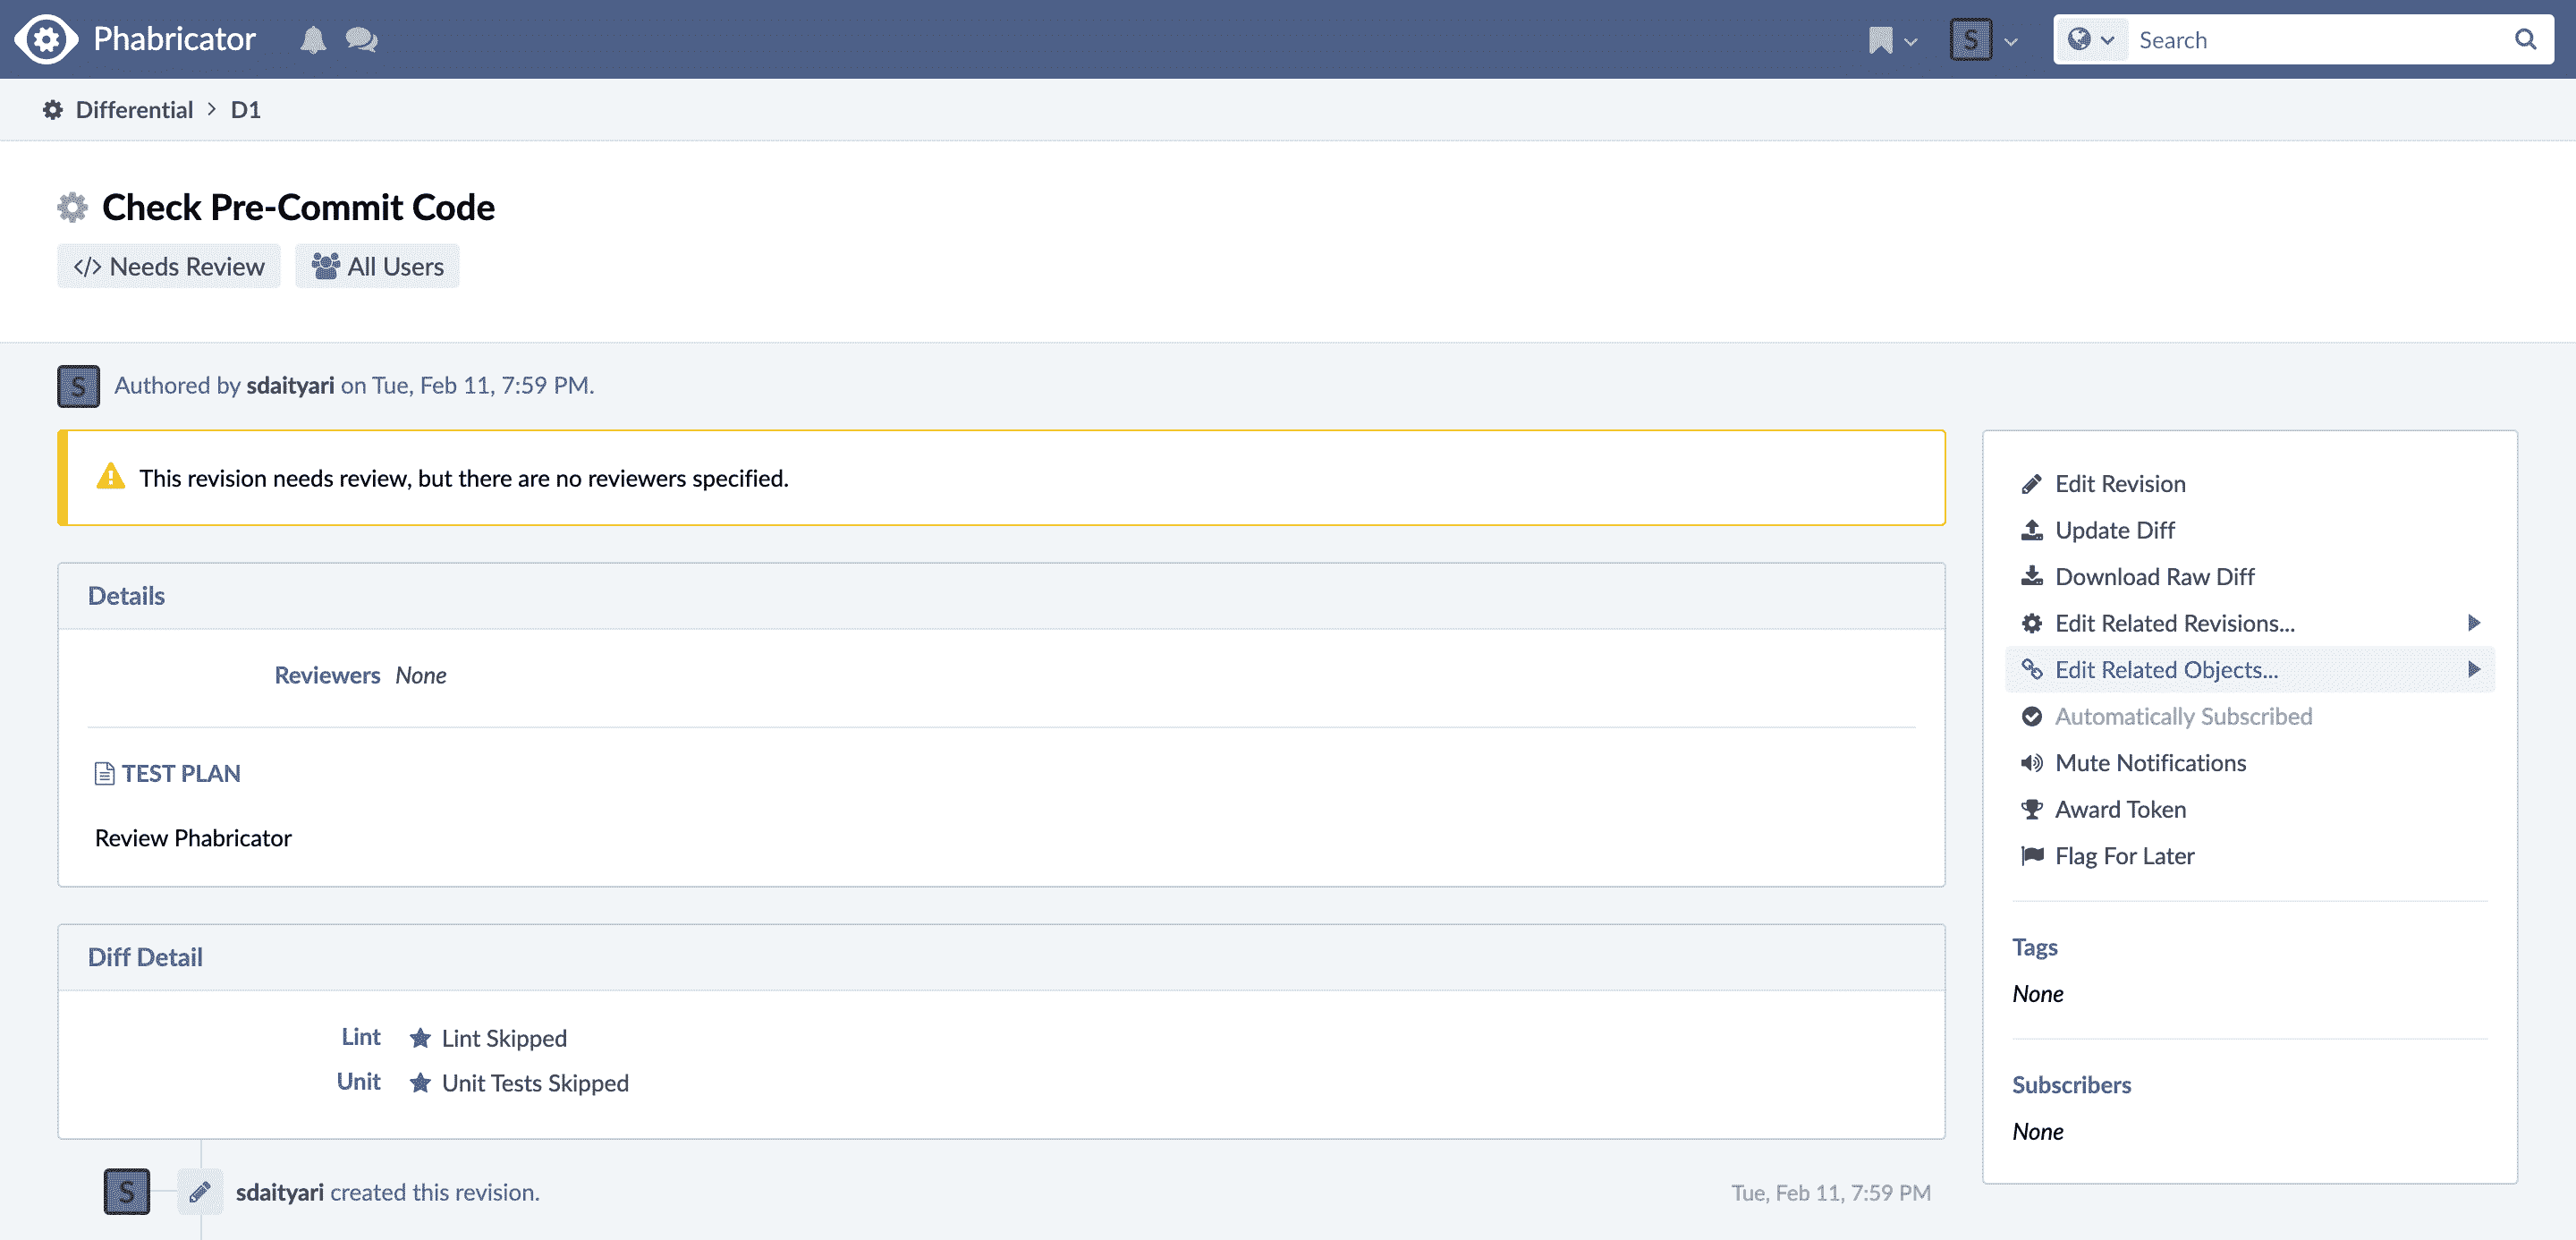 Phabricator
S
Search
Differential > D1
Check Pre-Commit Code
</> Needs Review
All Users
S
Authored by sdaityari on Tue, Feb 11, 7:59 PM.
This revision needs review, but there are no reviewers specified.
Details
Reviewers None
TEST PLAN
Review Phabricator
Diff Detail
Lint Lint Skipped
Unit Unit Tests Skipped
S
sdaityari created this revision.
Tue, Feb 11, 7:59 PM
Edit Revision
Update Diff
Download Raw Diff
Edit Related Revisions...
Edit Related Objects...
Automatically Subscribed
Mute Notifications
Award Token
Flag For Later
Tags
None
Subscribers
None